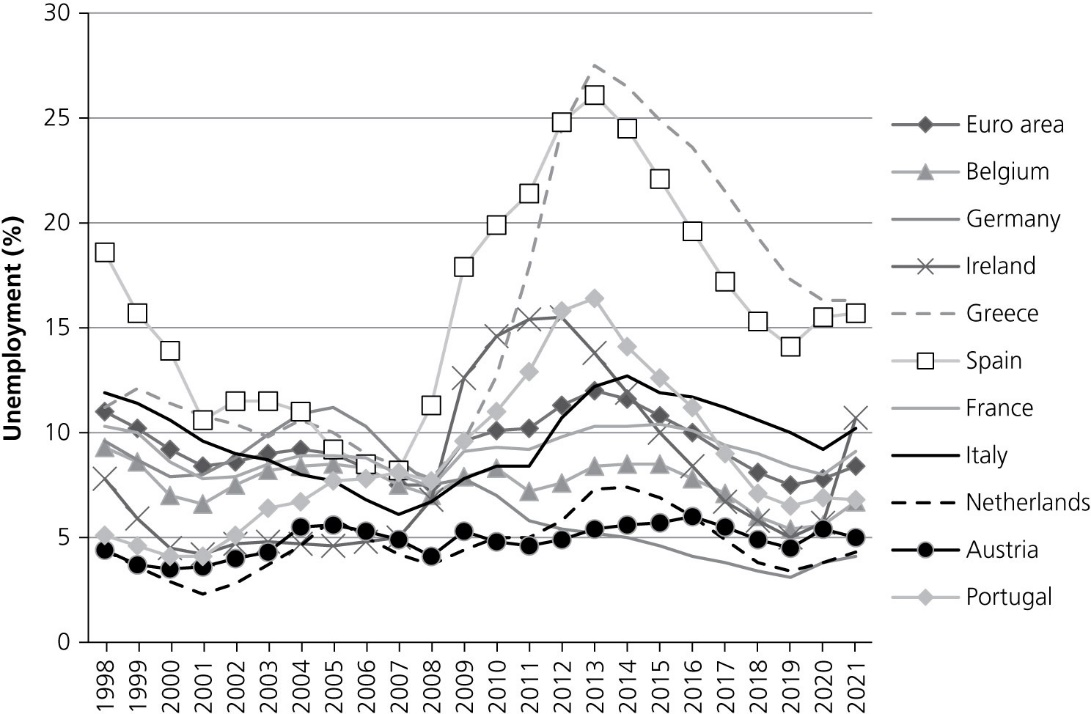 30
25
20
15
10
5
0
Unemployment (%)
1998
1999
2000
2001
2002
2003
2004
2005
2006
2007
2008
2009
2010
2011
2012
2013
2014
2015
2016
2017
2018
2019
2020
2021
Euro area
Belgium
Germany
Ireland
Greece
Spain
France
Italy
Netherlands
Austria
Portugal